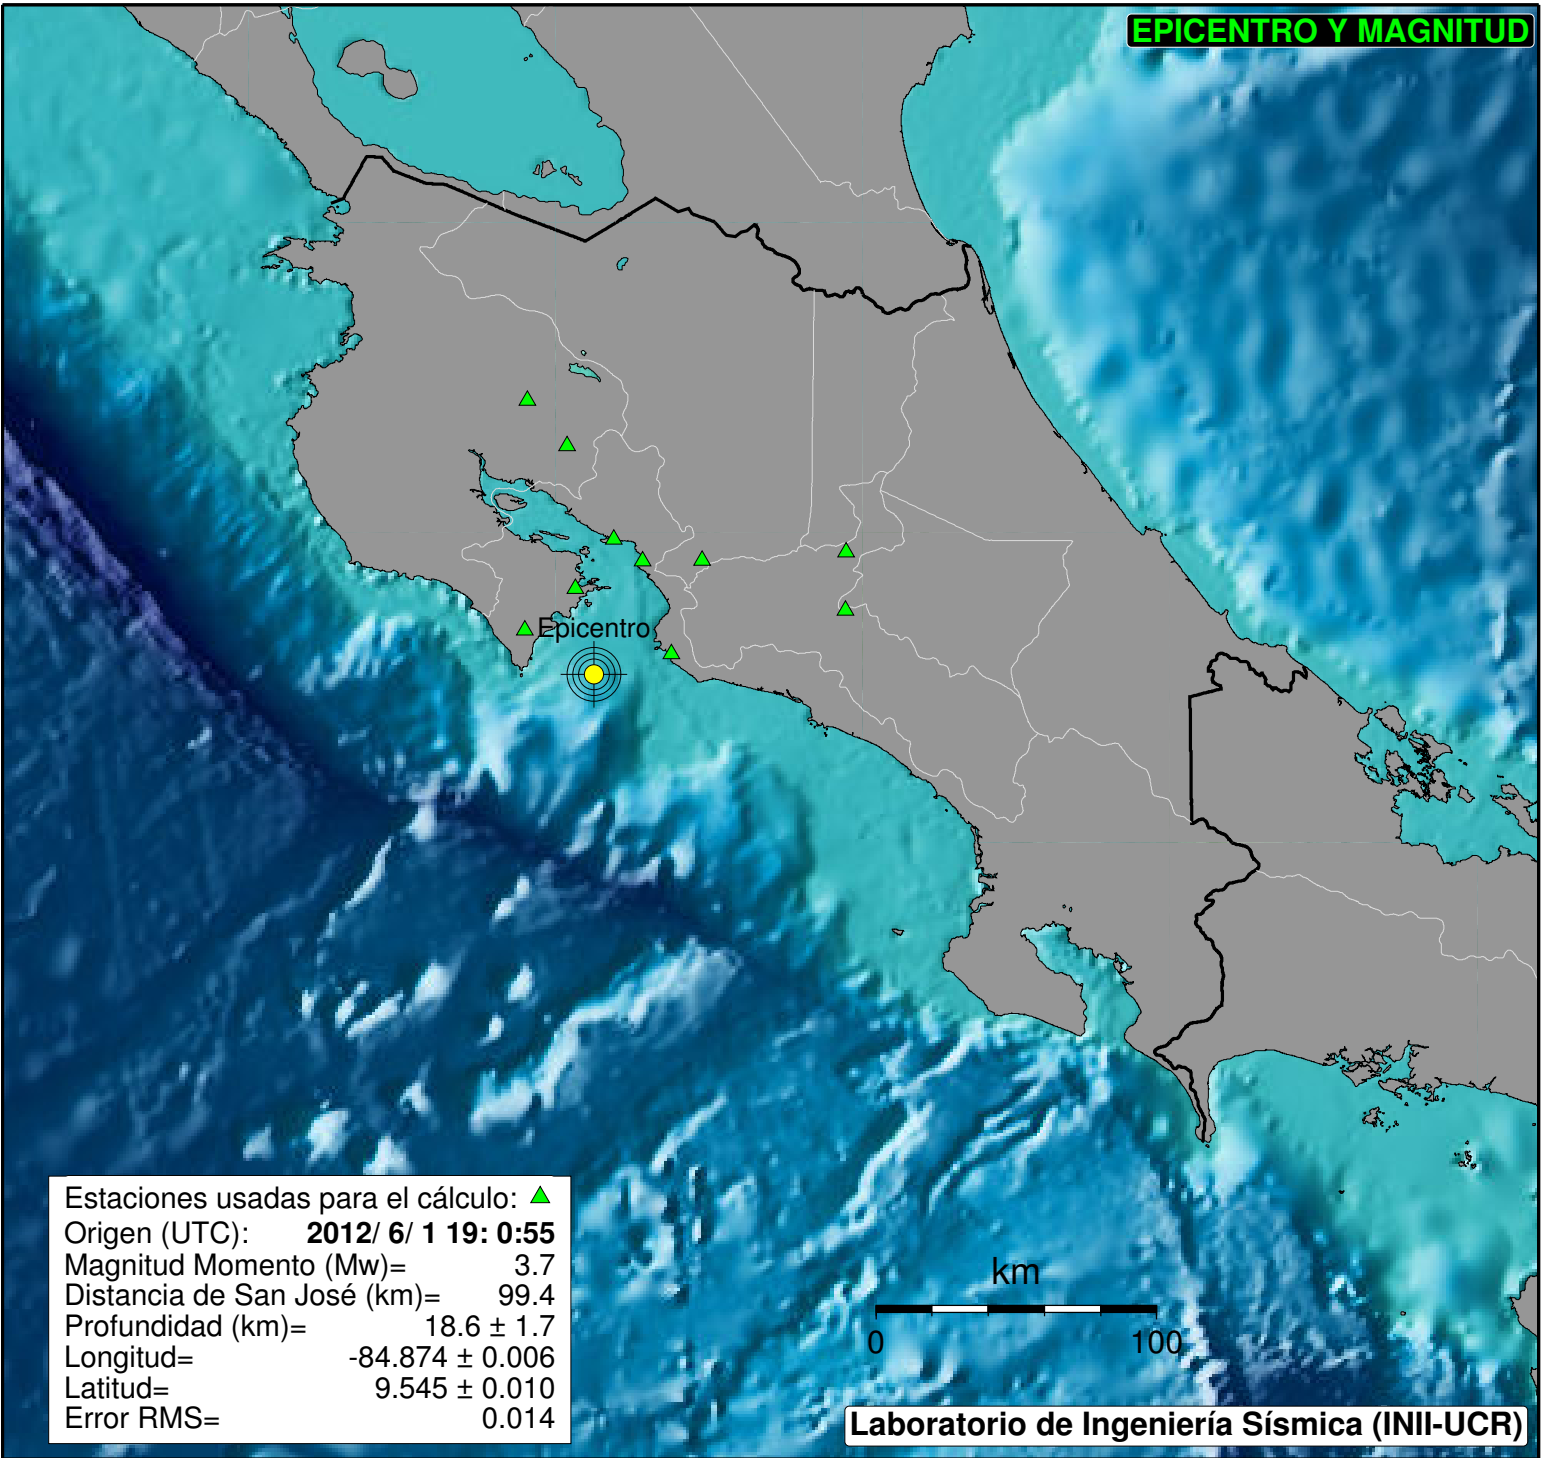 EPICENTRO Y MAGNITUD
Epicentro
Estaciones usadas para el cálculo:
Origen (UTC): 2012/ 6/ 1 19: 0:55
Magnitud Momento (Mw)= 3.7
Distancia de San José (km)= 99.4
Profundidad (km)= 18.6 ± 1.7
Longitud= -84.874 ± 0.006
Latitud= 9.545 ± 0.010
Error RMS= 0.014
km
0 100
Laboratorio de Ingeniería Sísmica (INII-UCR)